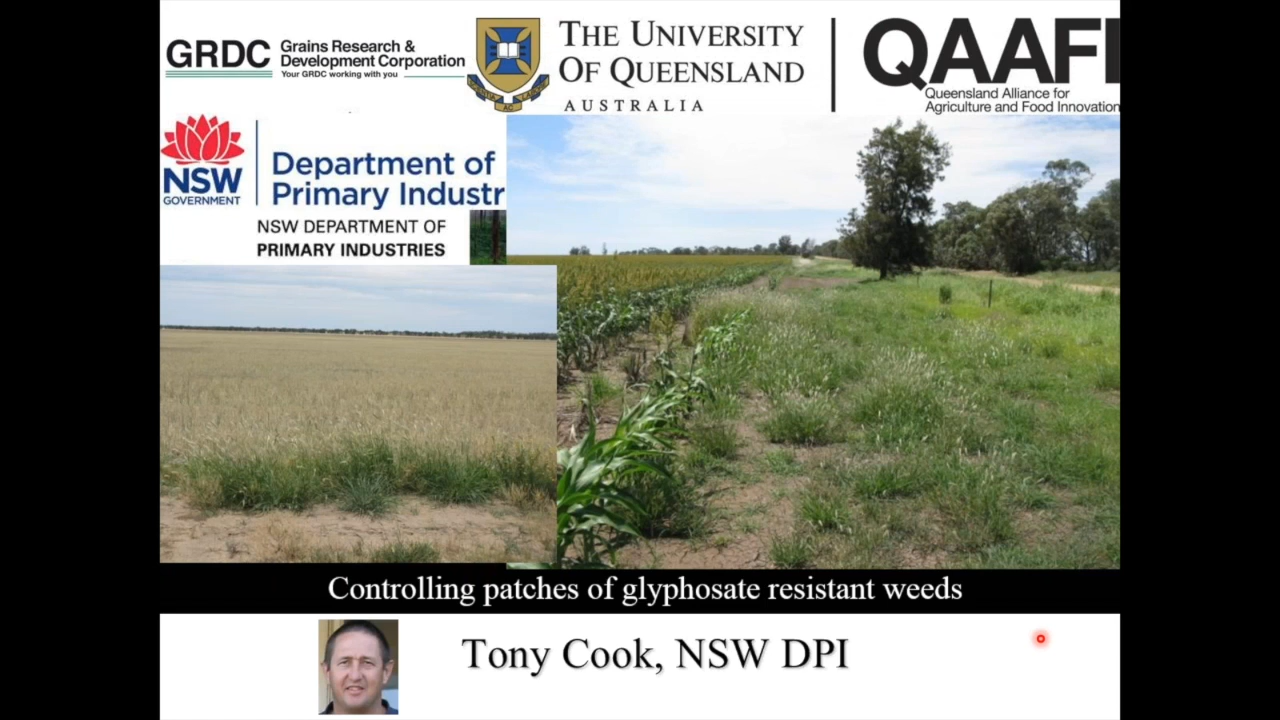 GRDC
Grains Research &
Development Corporation
Your GRDC working with you
THE UNIVERSITY
OF QUEENSLAND
AUSTRALIA
QAAFI
Queensland Alliance for
Agriculture and Food Innovation
NSW
GOVERNMENT
Department of
Primary Industr
NSW DEPARTMENT OF
PRIMARY INDUSTRIES
Controlling patches of glyphosate resistant weeds
Tony Cook, NSW DPI